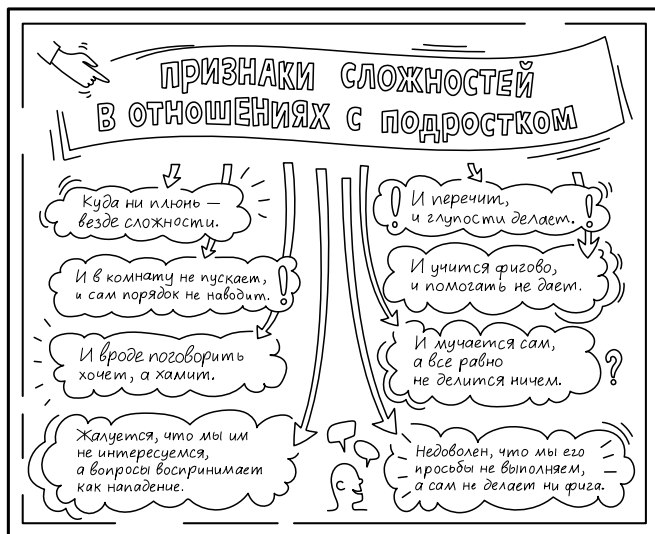 ПРИЗНАКИ СЛОЖНОСТЕЙ
В ОТНОШЕНИЯХ С ПОДРОСТКОМ
Куда ни плюнь —
везде сложности.
И в комнату не пускает,
и сам порядок не наводит.
И вроде поговорить
хочет, а хамит.
Жалуется, что мы им
не интересуемся,
а вопросы воспринимает
как нападение.
И перечит,
и глупости делает.
И учится фигово,
и помогать не дает.
И мучается сам,
а все равно
не делится ничем.
Недоволен, что мы его
просьбы не выполняем,
а сам не делает ни фига.